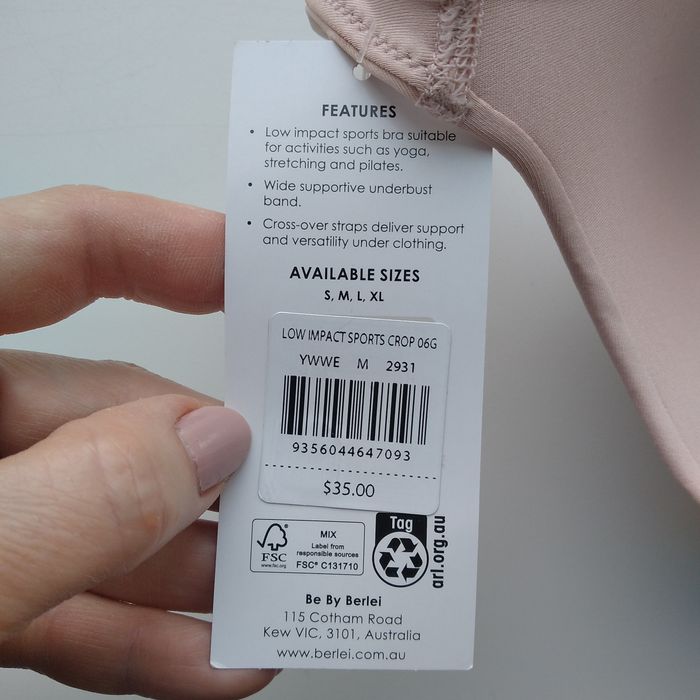 FEATURES
• Low impact sports bra suitable
for activities such as yoga,
stretching and pilates.
• Wide supportive underbust
band.
• Cross-over straps deliver support
and versatility under clothing.
AVAILABLE SIZES
S, M, L, XL
LOW IMPACT SPORTS CROP 06G
YWWE M 2931
9356044647093
$35.00
FSC
www.fsc.org
MIX
Label from
responsible sources
FSC® C131710
Tag
arl.org.au
Be By Berlei
115 Cotham Road
Kew VIC, 3101, Australia
www.berlei.com.au